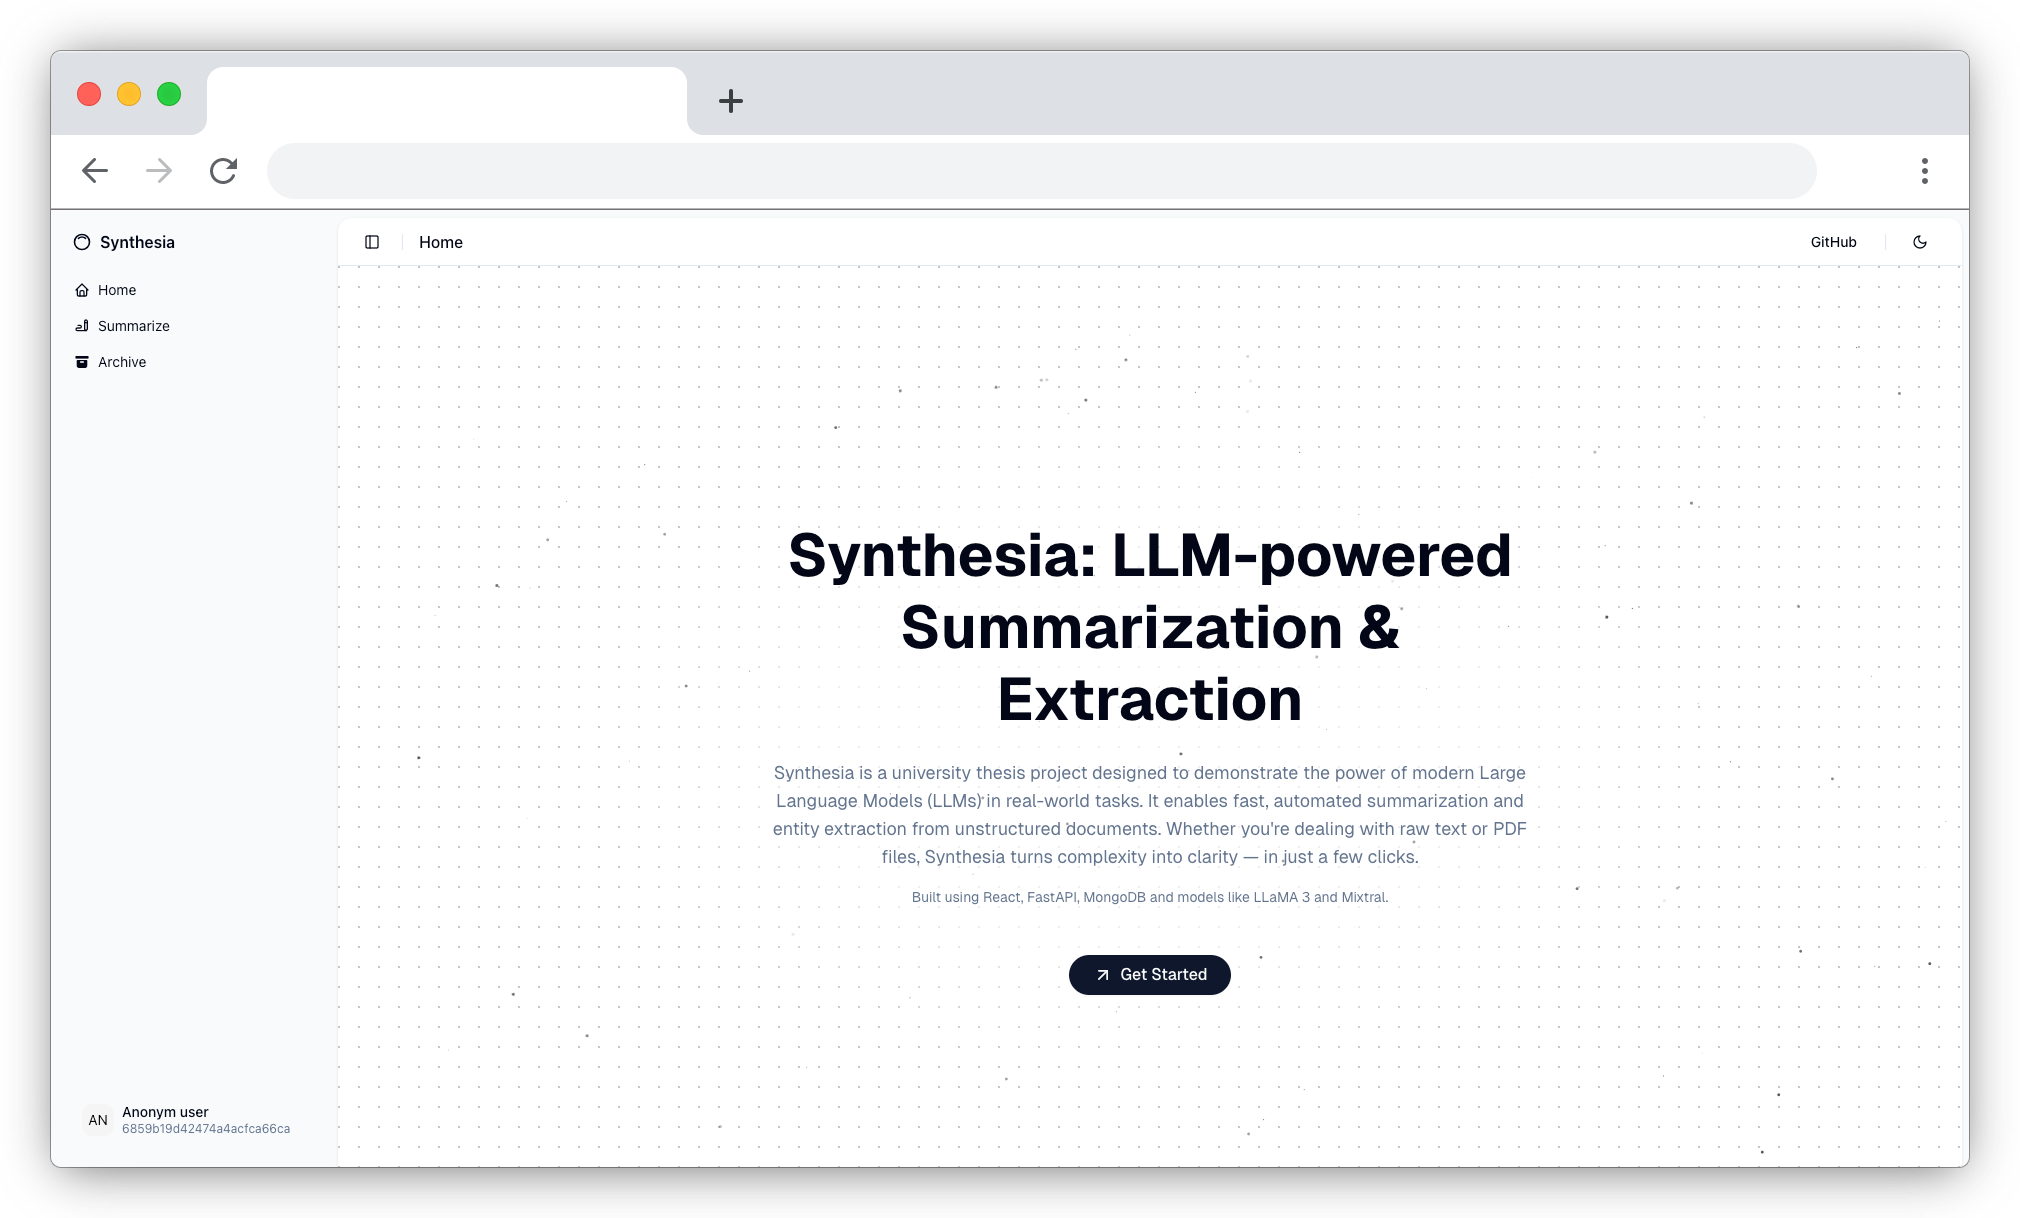 Synthesia
Home
Summarize
Archive
Home
GitHub
Synthesia: LLM-powered
Summarization &
Extraction
Synthesia is a university thesis project designed to demonstrate the power of modern Large
Language Models (LLMs) in real-world tasks. It enables fast, automated summarization and
entity extraction from unstructured documents. Whether you're dealing with raw text or PDF
files, Synthesia turns complexity into clarity — in just a few clicks.
Built using React, FastAPI, MongoDB and models like LLaMA 3 and Mixtral.
Get Started
AN
Anonym user
6859b19d42474a4acfca66ca